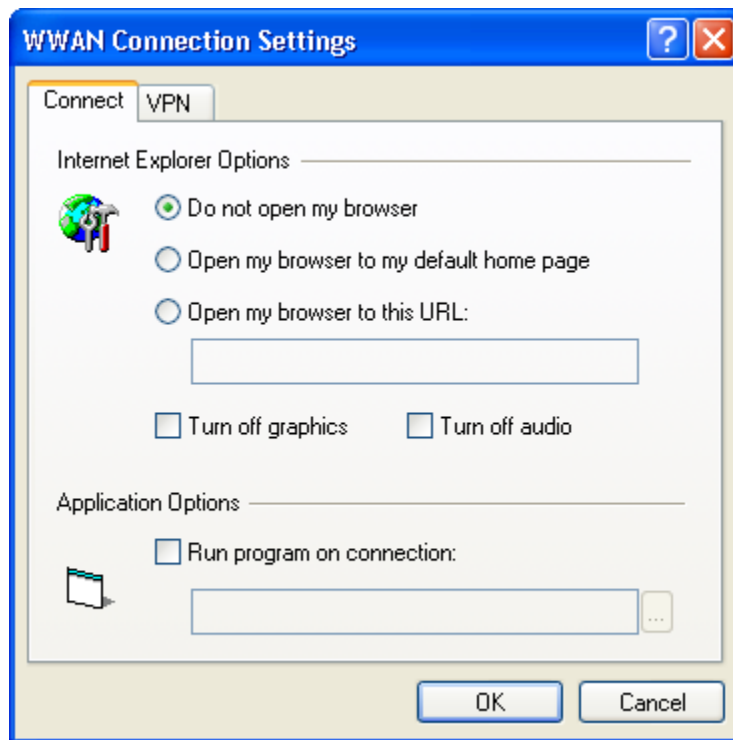 WWAN Connection Settings
?
Connect VPN
Internet Explorer Options
Do not open my browser
Open my browser to my default home page
Open my browser to this URL:
Turn off graphics Turn off audio
Application Options
Run program on connection:
...
OK Cancel